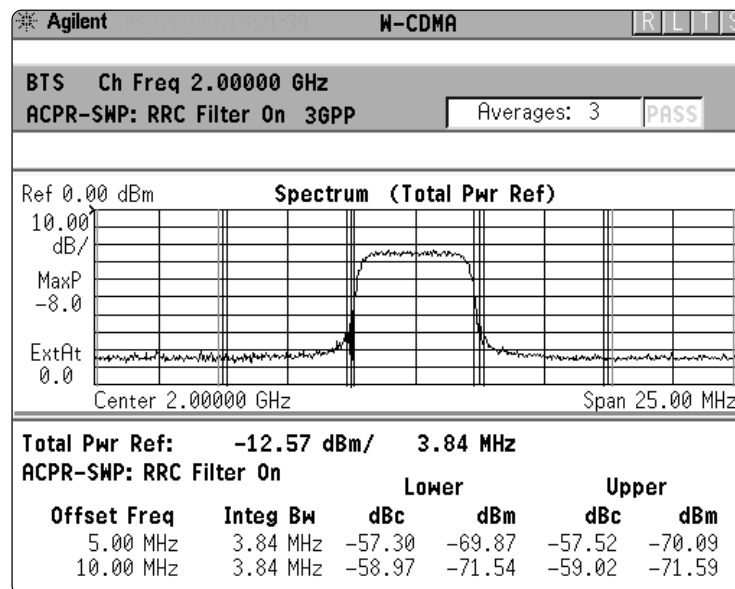 Agilent W-CDMA R L T S
BTS Ch Freq 2.00000 GHz
ACPR-SWP: RRC Filter On 3GPP Averages: 3 PASS
Ref 0.00 dBm Spectrum (Total Pwr Ref)
10.00
dB/
MaxP
-8.0
ExtAt
0.0
Center 2.00000 GHz Span 25.00 MHz
Total Pwr Ref: -12.57 dBm/ 3.84 MHz
ACPR-SWP: RRC Filter On
Lower Upper
Offset Freq Integ Bw dBc dBm dBc dBm
5.00 MHz 3.84 MHz -57.30 -69.87 -57.52 -70.09
10.00 MHz 3.84 MHz -58.97 -71.54 -59.02 -71.59